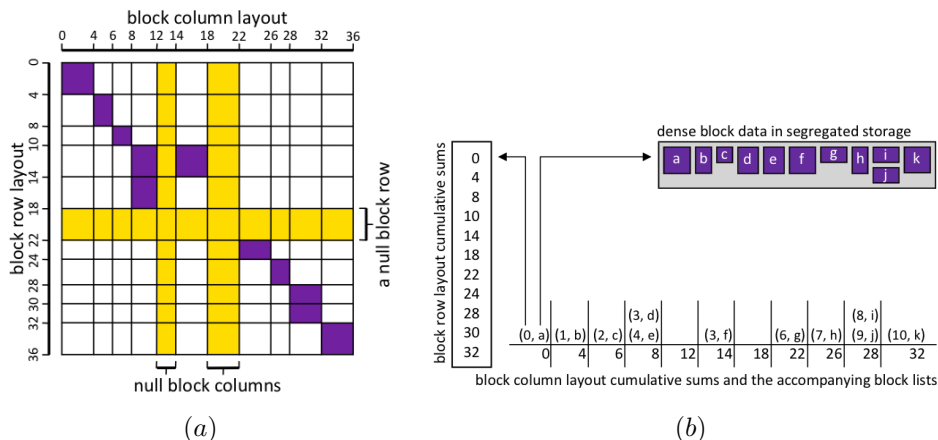 block column layout
0 4 6 8 12 14 18 22 26 28 32 36
block row layout
0
4
8
10
14
18
22
24
28
30
32
36
a null block row
null block columns
(a)
dense block data in segregated storage
a b c d e f g h i k
j
block row layout cumulative sums
0
4
8
10
14
18
22
24
28
30
32
(3, d) (8, i)
(0, a) (1, b) (2, c) (4, e) (3, f) (6, g) (7, h) (9, j) (10, k)
0 4 6 8 12 14 18 22 26 28 32
block column layout cumulative sums and the accompanying block lists
(b)